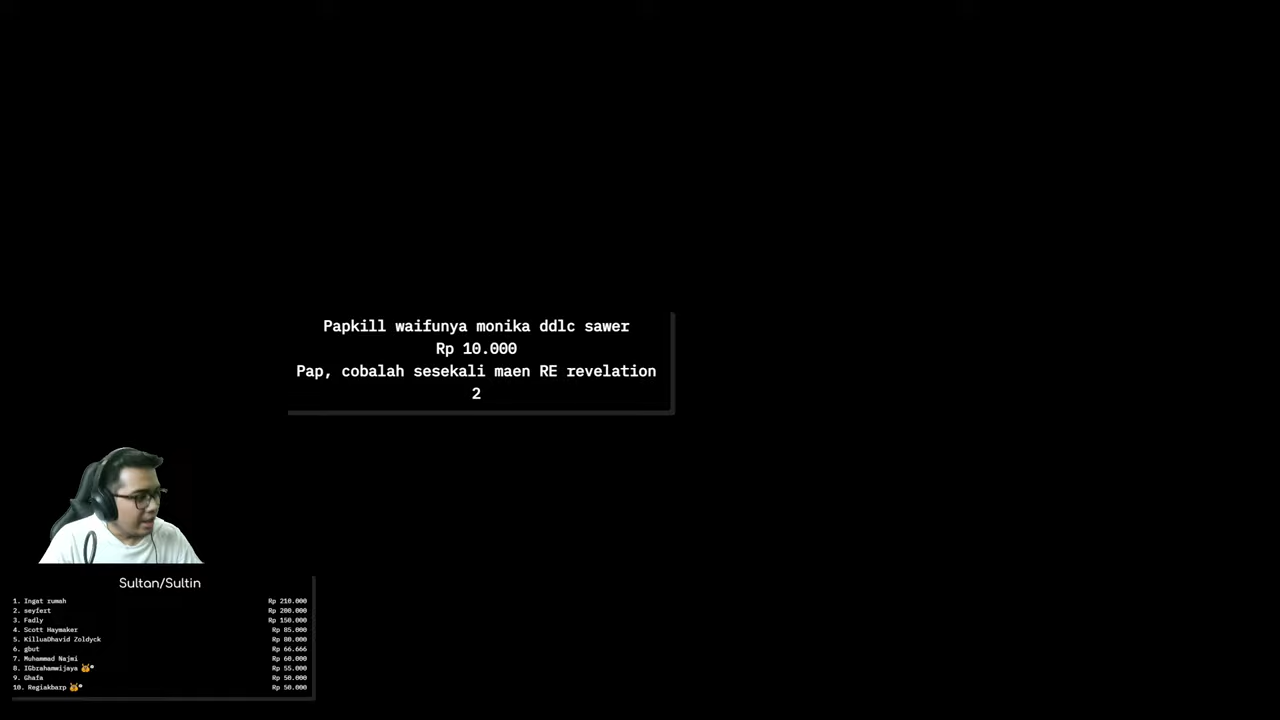 Papkill waifunya monika ddlc sawer
Rp 10.000
Pap, cobalah sesekali maen RE revelation
2
Sultan/Sultin
1. Ingat rumah Rp 210.000
2. seyfert Rp 200.000
3. Fadly Rp 150.000
4. Scott Haymaker Rp 85.000
5. KilluaDhavid Zoldyck Rp 80.000
6. gbut Rp 66.666
7. Muhammad Najmi Rp 60.000
8. IGbrahamwijaya Rp 55.000
9. Ghafa Rp 50.000
10. Regiakbarp Rp 50.000